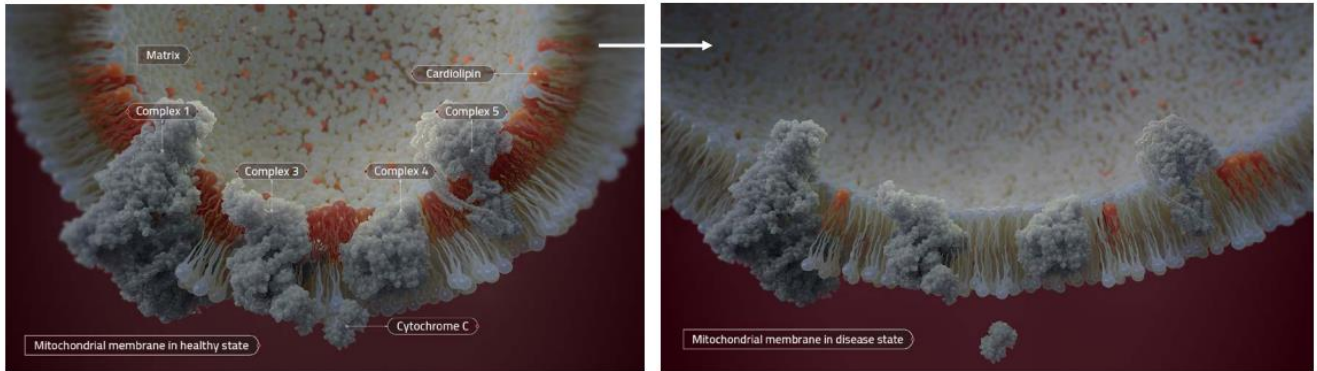 Matrix
Cardiolipin
Complex 1
Complex 5
Complex 3
Complex 4
Cytochrome C
Mitochondrial membrane in healthy state
Mitochondrial membrane in disease state